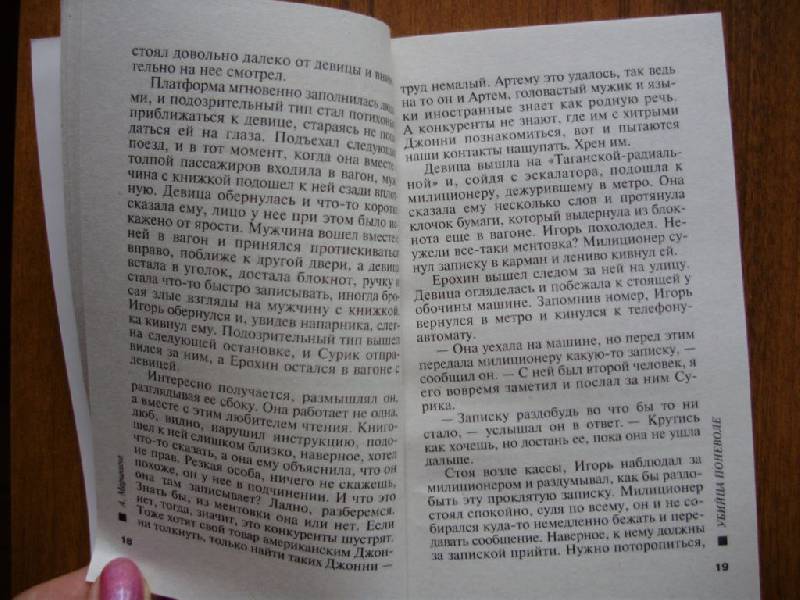 стоял довольно далеко от девицы и
тельно на нее смотрел.
Платформа мгновенно заполнилась
ми, и подозрительный тип стал
приближаться к девице, стараясь не
даться ей на глаза. Подъехал
поезд, и в тот момент, когда она
толпой пассажиров входила в вагон,
чина с книжкой подошел к ней сзади
ную. Девица обернулась и что-то
сказала ему, лицо у нее при этом было
кажено от ярости. Мужчина вошел вместе
ней в вагон и принялся протискиваться
вправо, поближе к другой двери, а девица
встала в уголок, достала блокнот, ручку и
стала что-то быстро записывать, иногда бро-
сая злые взгляды на мужчину с книжкой.
Игорь обернулся и, увидев напарника, слег-
ка кивнул ему. Подозрительный тип вышел
на следующей остановке, и Сурик отпра-
вился за ним, а Ерохин остался в вагоне с
девицей.
Интересно получается, размышлял он,
разглядывая ее сбоку. Она работает не одна,
а вместе с этим любителем чтения. Книго-
люб, видно, нарушил инструкцию, подо-
шел к ней слишком близко, наверное, хотел
что-то сказать, а она ему объяснила, что он
не прав. Резкая особа, ничего не скажешь,
похоже, он у нее в подчинении. И что это
она там записывает? Ладно, разберемся.
Знать бы, из ментовки она или нет. Если
нет, тогда, значит, это конкуренты шустрят.
Тоже хотят свой товар американским Джон-
ни толкнуть, только найти таких Джонни —
А. Маринина
18
труд немалый. Артему это удалось, так ведь
на то он и Артем, головастый мужик и язы-
ки иностранные знает как родную речь.
А конкуренты не знают, где им с хитрыми
Джонни познакомиться, вот и пытаются
наши контакты нащупать. Хрен им.
Девица вышла на «Таганской-радиаль-
ной» и, сойдя с эскалатора, подошла к
милиционеру, дежурившему в метро. Она
сказала ему несколько слов и протянула
клочок бумаги, который выдернула из блок-
нота еще в вагоне. Игорь похолодел. Не-
ужели все-таки ментовка? Милиционер су-
нул записку в карман и лениво кивнул ей.
Ерохин вышел следом за ней на улицу.
Девица огляделась и побежала к стоящей у
обочины машине. Запомнив номер, Игорь
вернулся в метро и кинулся к телефону-
автомату.
— Она уехала на машине, но перед этим
передала милиционеру какую-то записку, —
сообщил он. — С ней был второй человек, я
его вовремя заметил и послал за ним Су-
рика.
— Записку раздобудь во что бы то ни
стало, — услышал он в ответ. — Крутись
как хочешь, но достань ее, пока она не ушла
дальше.
Стоя возле кассы, Игорь наблюдал за
милиционером и раздумывал, как бы раздо-
быть эту проклятую записку. Милиционер
стоял спокойно, судя по всему, он и не со-
бирался куда-то немедленно бежать и пере-
давать сообщение. Наверное, к нему должны
за запиской прийти. Нужно поторопиться,
УБИЙЦА ПОНЕВОЛЕ
19